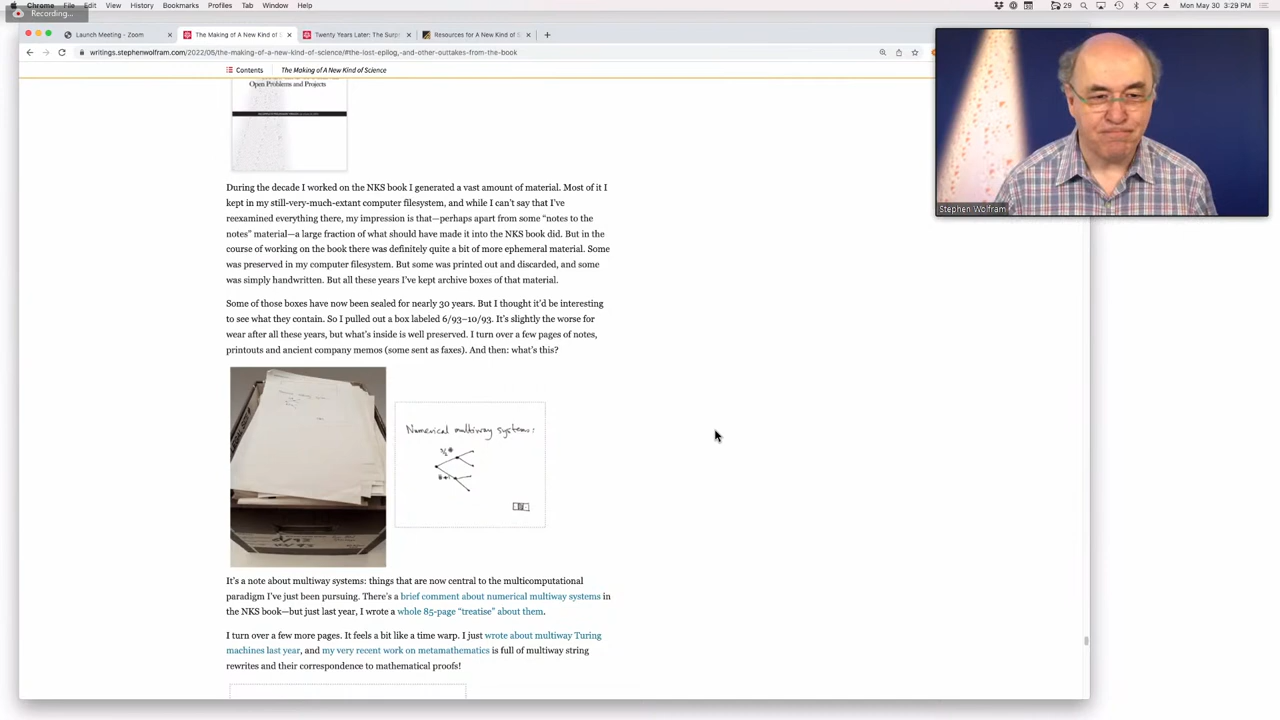 Chrome File Edit View History Bookmarks Profiles Tab Window Help
29 Mon May 30 3:29 PM
Recording...
Launch Meeting - Zoom
The Making of A New Kind of S
Twenty Years Later: The Surp
Resources for A New Kind of S
writings.stephenwolfram.com/2022/05/the-making-of-a-new-kind-of-science/#the-lost-epilog,-and-other-outtakes-from-the-book
Contents The Making of A New Kind of Science
Open Problems and Projects
During the decade I worked on the NKS book I generated a vast amount of material. Most of it I
kept in my still-very-much-extant computer filesystem, and while I can't say that I've
reexamined everything there, my impression is that—perhaps apart from some “notes to the
notes” material—a large fraction of what should have made it into the NKS book did. But in the
course of working on the book there was definitely quite a bit of more ephemeral material. Some
was preserved in my computer filesystem. But some was printed out and discarded, and some
was simply handwritten. But all these years I've kept archive boxes of that material.
Some of those boxes have now been sealed for nearly 30 years. But I thought it'd be interesting
to see what they contain. So I pulled out a box labeled 6/93–10/93. It's slightly the worse for
wear after all these years, but what's inside is well preserved. I turn over a few pages of notes,
printouts and ancient company memos (some sent as faxes). And then: what's this?
Numerical multiway systems:
It's a note about multiway systems: things that are now central to the multicomputational
paradigm I've just been pursuing. There's a brief comment about numerical multiway systems in
the NKS book—but just last year, I wrote a whole 85-page “treatise” about them.
I turn over a few more pages. It feels a bit like a time warp. I just wrote about multiway Turing
machines last year, and my very recent work on metamathematics is full of multiway string
rewrites and their correspondence to mathematical proofs!
Stephen Wolfram